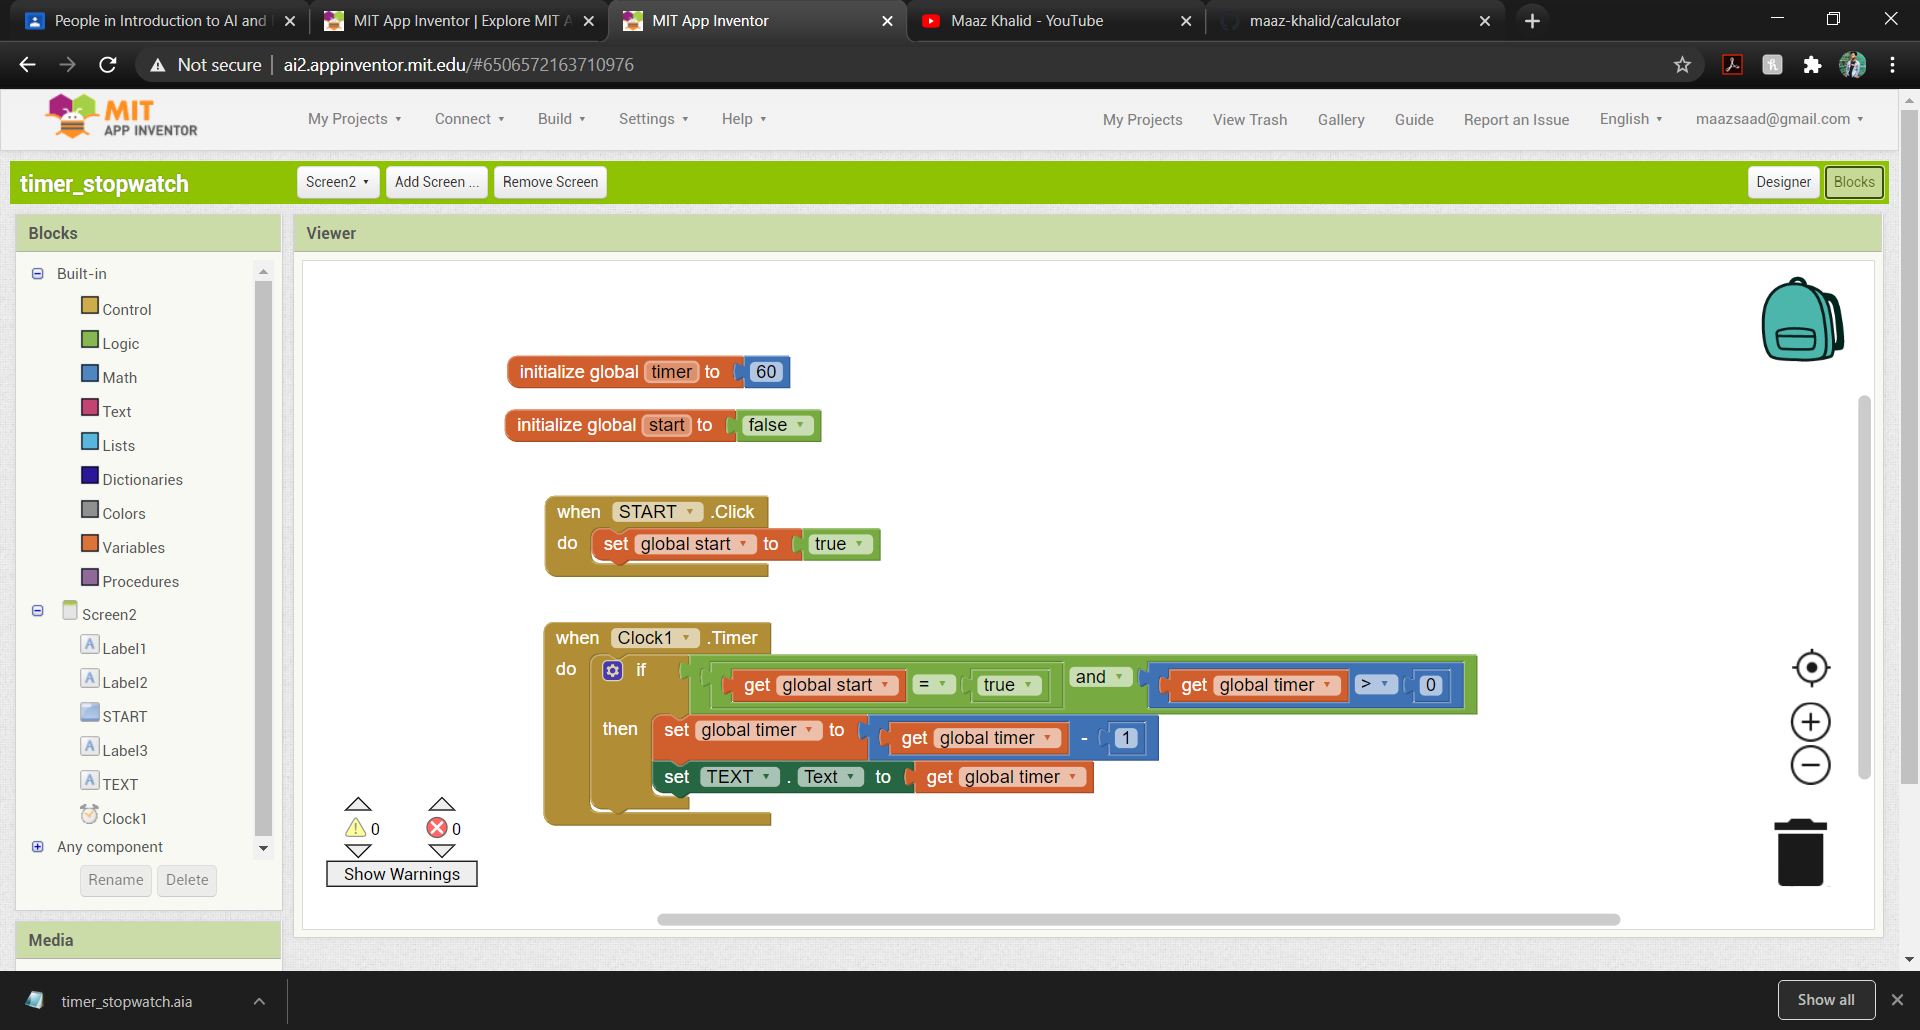 People in Introduction to AI and
MIT App Inventor | Explore MIT A
MIT App Inventor
Maaz Khalid - YouTube
maaz-khalid/calculator
Not secure | ai2.appinventor.mit.edu/#6506572163710976
MIT
APP INVENTOR
My Projects
Connect
Build
Settings
Help
My Projects
View Trash
Gallery
Guide
Report an Issue
English
maazsaad@gmail.com
timer_stopwatch
Screen2
Add Screen ...
Remove Screen
Designer
Blocks
Blocks
Viewer
Built-in
Control
Logic
Math
Text
Lists
Dictionaries
Colors
Variables
Procedures
Screen2
Label1
Label2
START
Label3
TEXT
Clock1
Any component
Rename
Delete
Media
initialize global timer to 60
initialize global start to false
when START .Click
do set global start to true
when Clock1 .Timer
do if get global start = true and get global timer > 0
then set global timer to get global timer - 1
set TEXT . Text to get global timer
0
0
Show Warnings
timer_stopwatch.aia
Show all